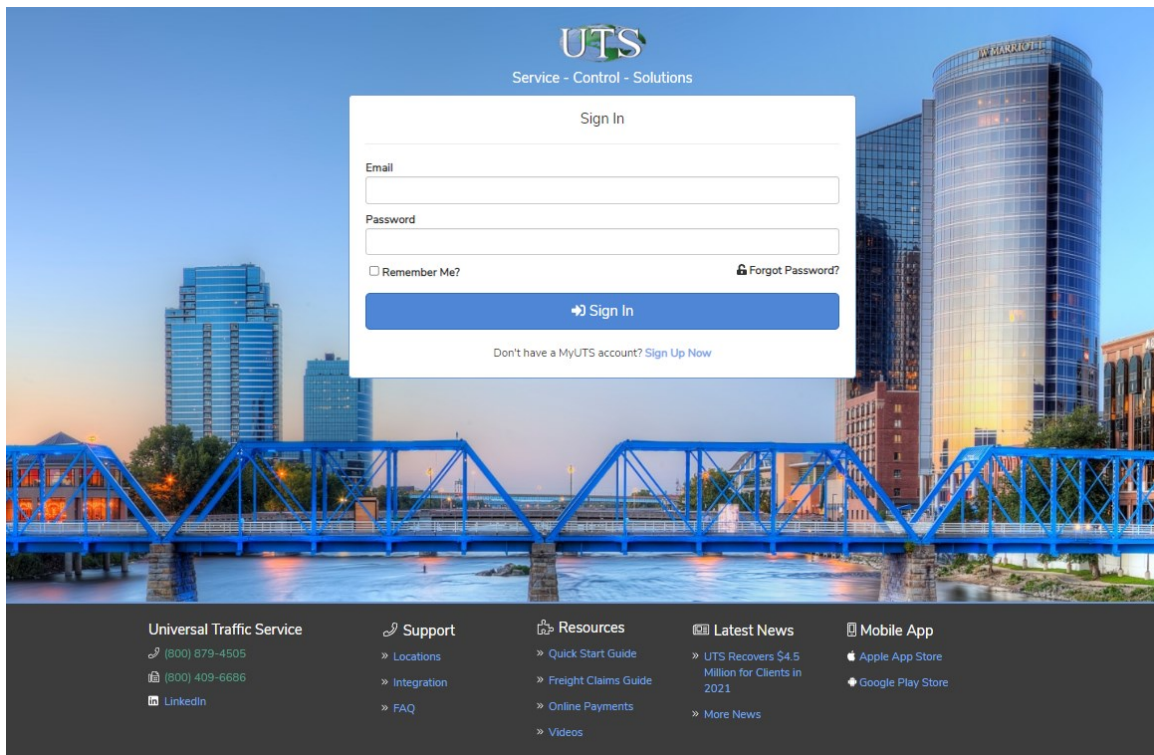 JW MARRIOTT
UTS
Service - Control - Solutions
Sign In
Email
Password
Remember Me?
Forgot Password?
Sign In
Don't have a MyUTS account? Sign Up Now
Universal Traffic Service
(800) 879-4505
(800) 409-6686
LinkedIn
Support
» Locations
» Integration
» FAQ
Resources
» Quick Start Guide
» Freight Claims Guide
» Online Payments
» Videos
Latest News
» UTS Recovers $4.5
Million for Clients in
2021
» More News
Mobile App
Apple App Store
Google Play Store